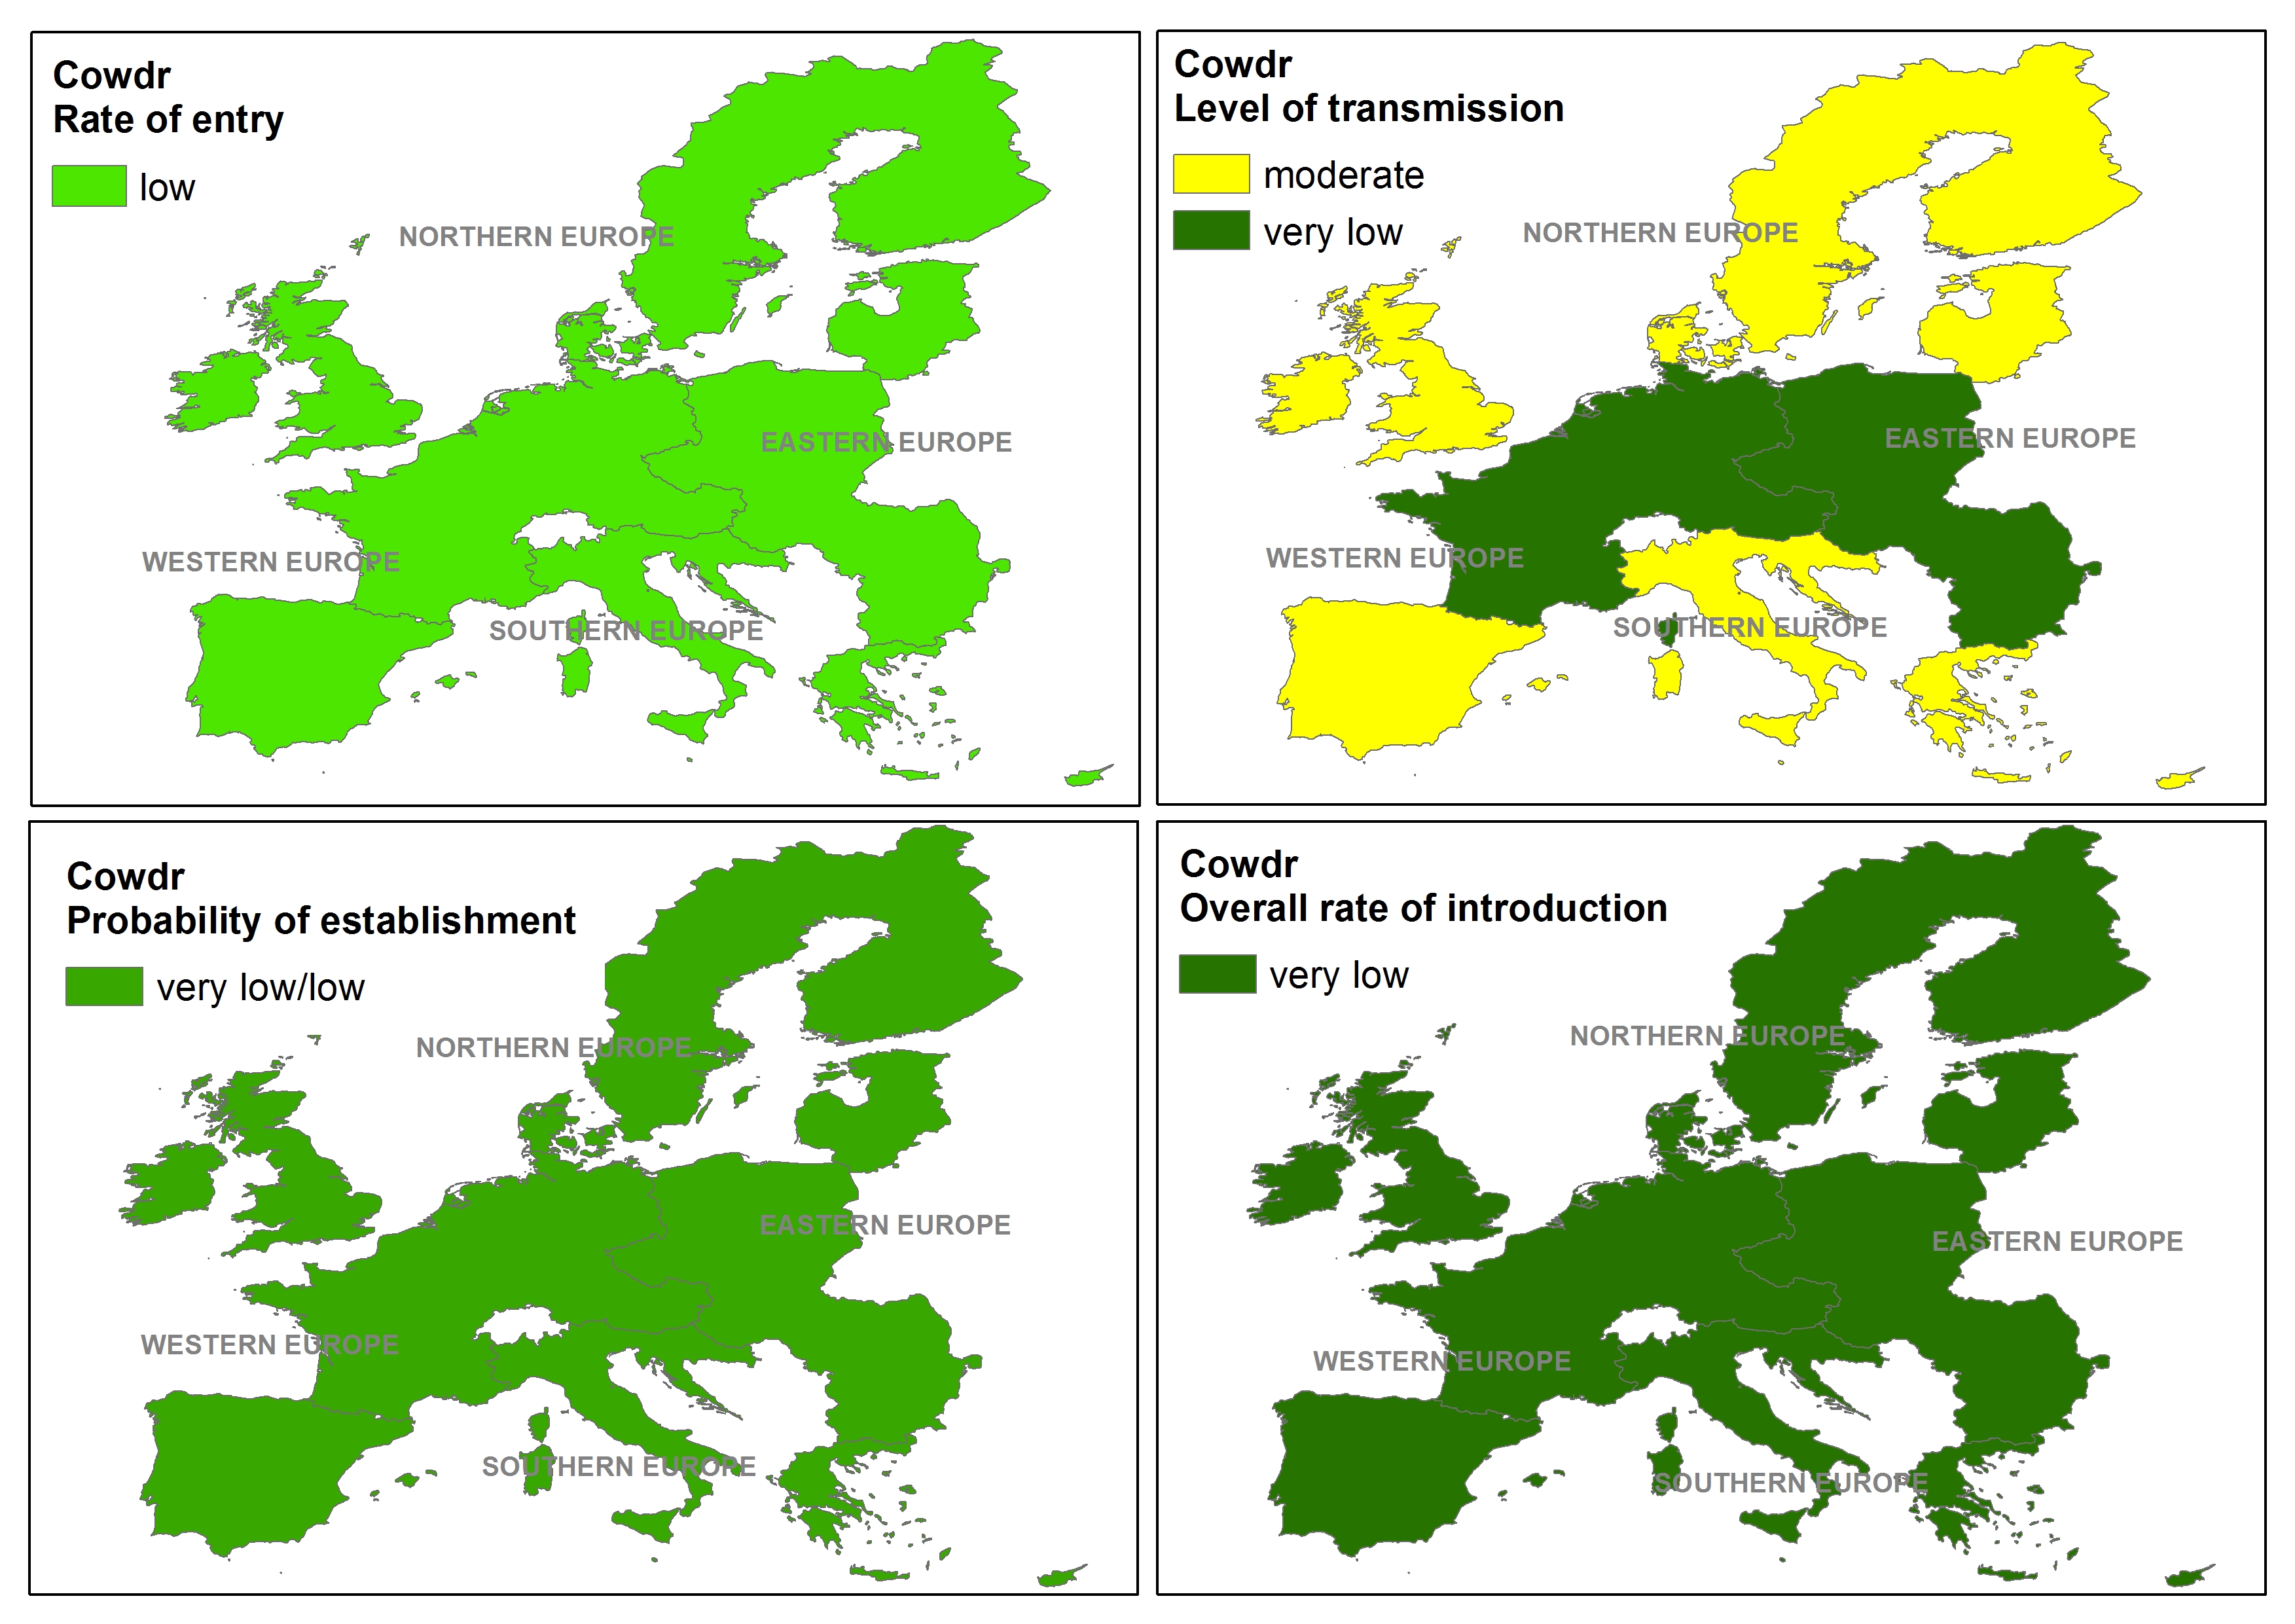 Cowdr
Rate of entry
low
NORTHERN EUROPE
EASTERN EUROPE
WESTERN EUROPE
SOUTHERN EUROPE
Cowdr
Level of transmission
moderate
very low
NORTHERN EUROPE
EASTERN EUROPE
WESTERN EUROPE
SOUTHERN EUROPE
Cowdr
Probability of establishment
very low/low
NORTHERN EUROPE
EASTERN EUROPE
WESTERN EUROPE
SOUTHERN EUROPE
Cowdr
Overall rate of introduction
very low
NORTHERN EUROPE
EASTERN EUROPE
WESTERN EUROPE
SOUTHERN EUROPE